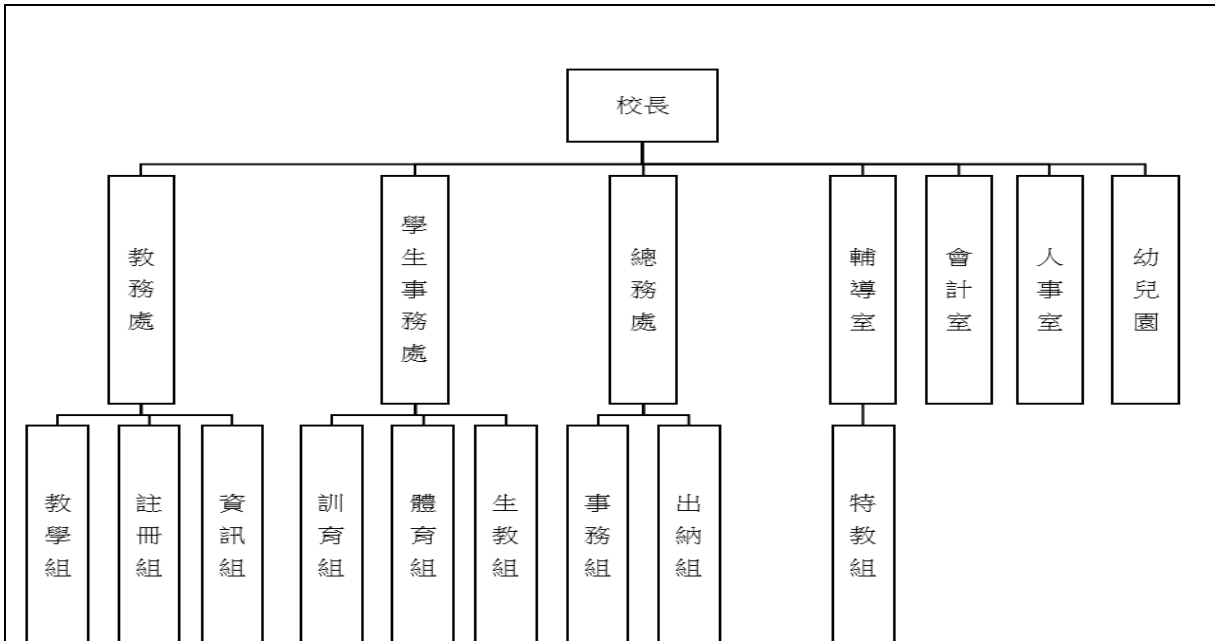 校長
教務處
學生事務處
總務處
輔導室
會計室
人事室
幼兒園
教學組
註冊組
資訊組
訓育組
體育組
生教組
事務組
出納組
特教組